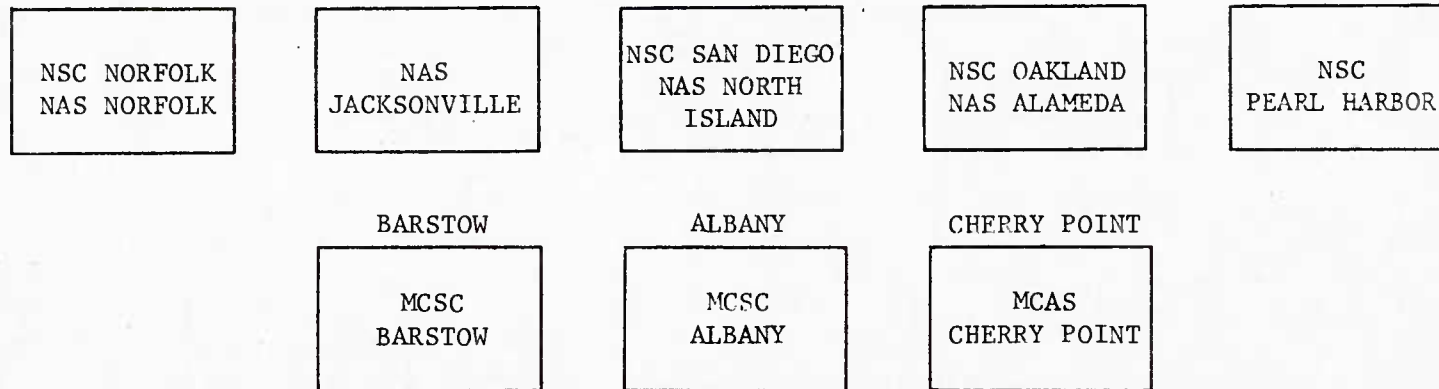 NSC NORFOLK
NAS NORFOLK
NAS
JACKSONVILLE
NSC SAN DIEGO
NAS NORTH
ISLAND
NSC OAKLAND
NAS ALAMEDA
NSC
PEARL HARBOR
BARSTOW
ALBANY
CHERRY POINT
MCSC
BARSTOW
MCSC
ALBANY
MCAS
CHERRY POINT